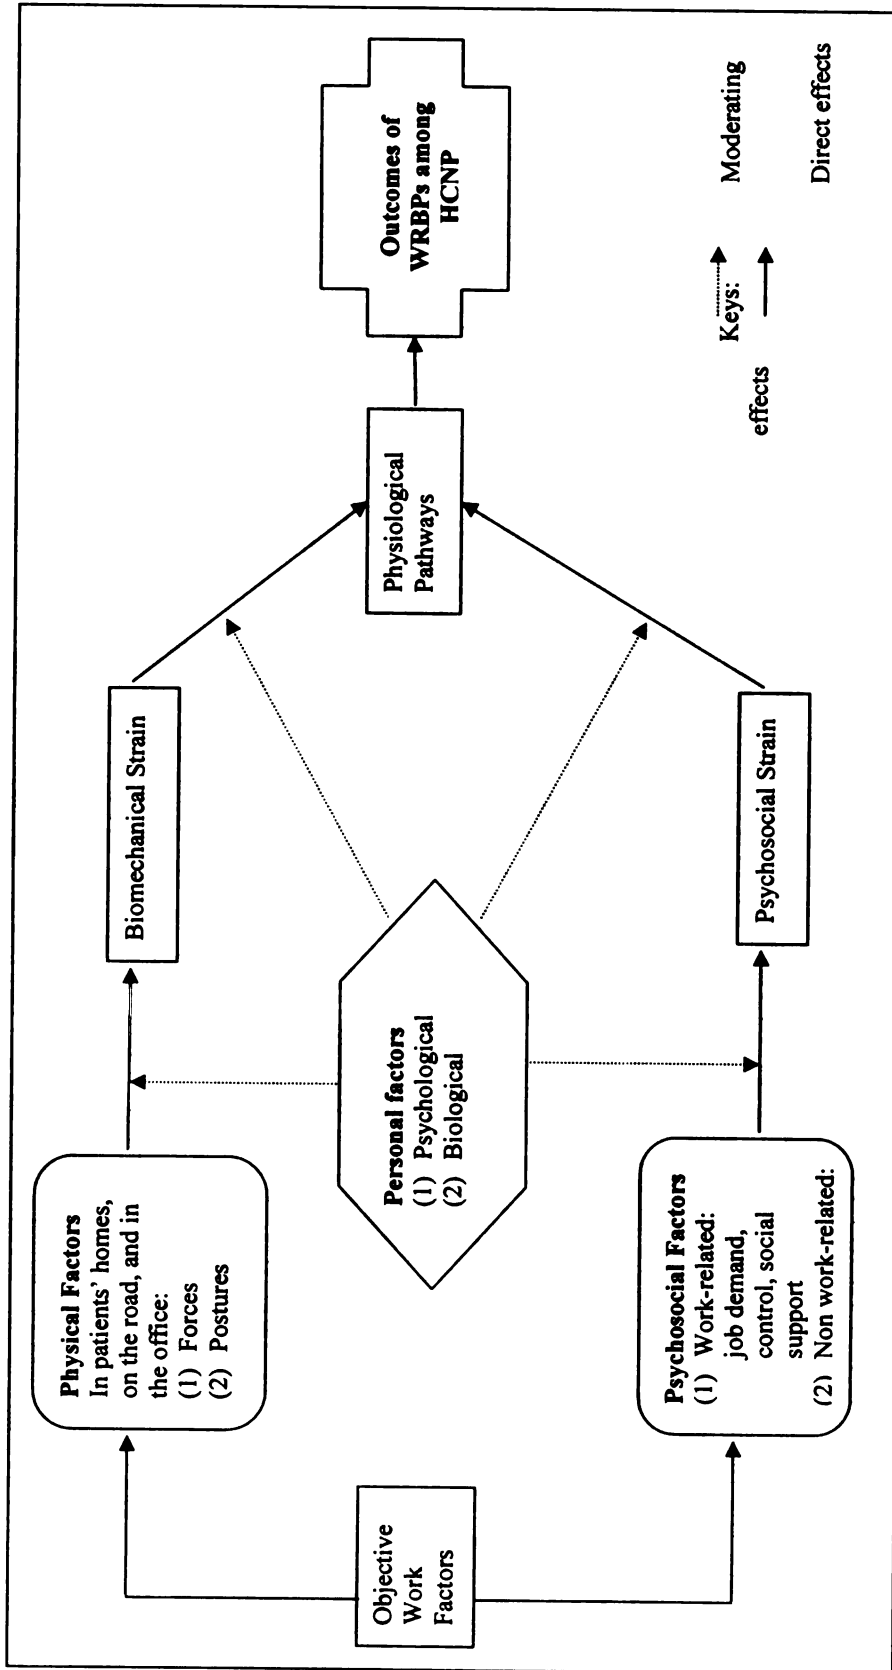 Objective
Work
Factors
Physical Factors
In patients' homes,
on the road, and in
the office:
(1) Forces
(2) Postures
Psychosocial Factors
(1) Work-related:
job demand,
control, social
support
(2) Non work-related:
Personal factors
(1) Psychological
(2) Biological
Biomechanical Strain
Psychosocial Strain
Physiological
Pathways
Outcomes of
WRBPs among
HCNP
Keys:
Moderating
effects
Direct effects